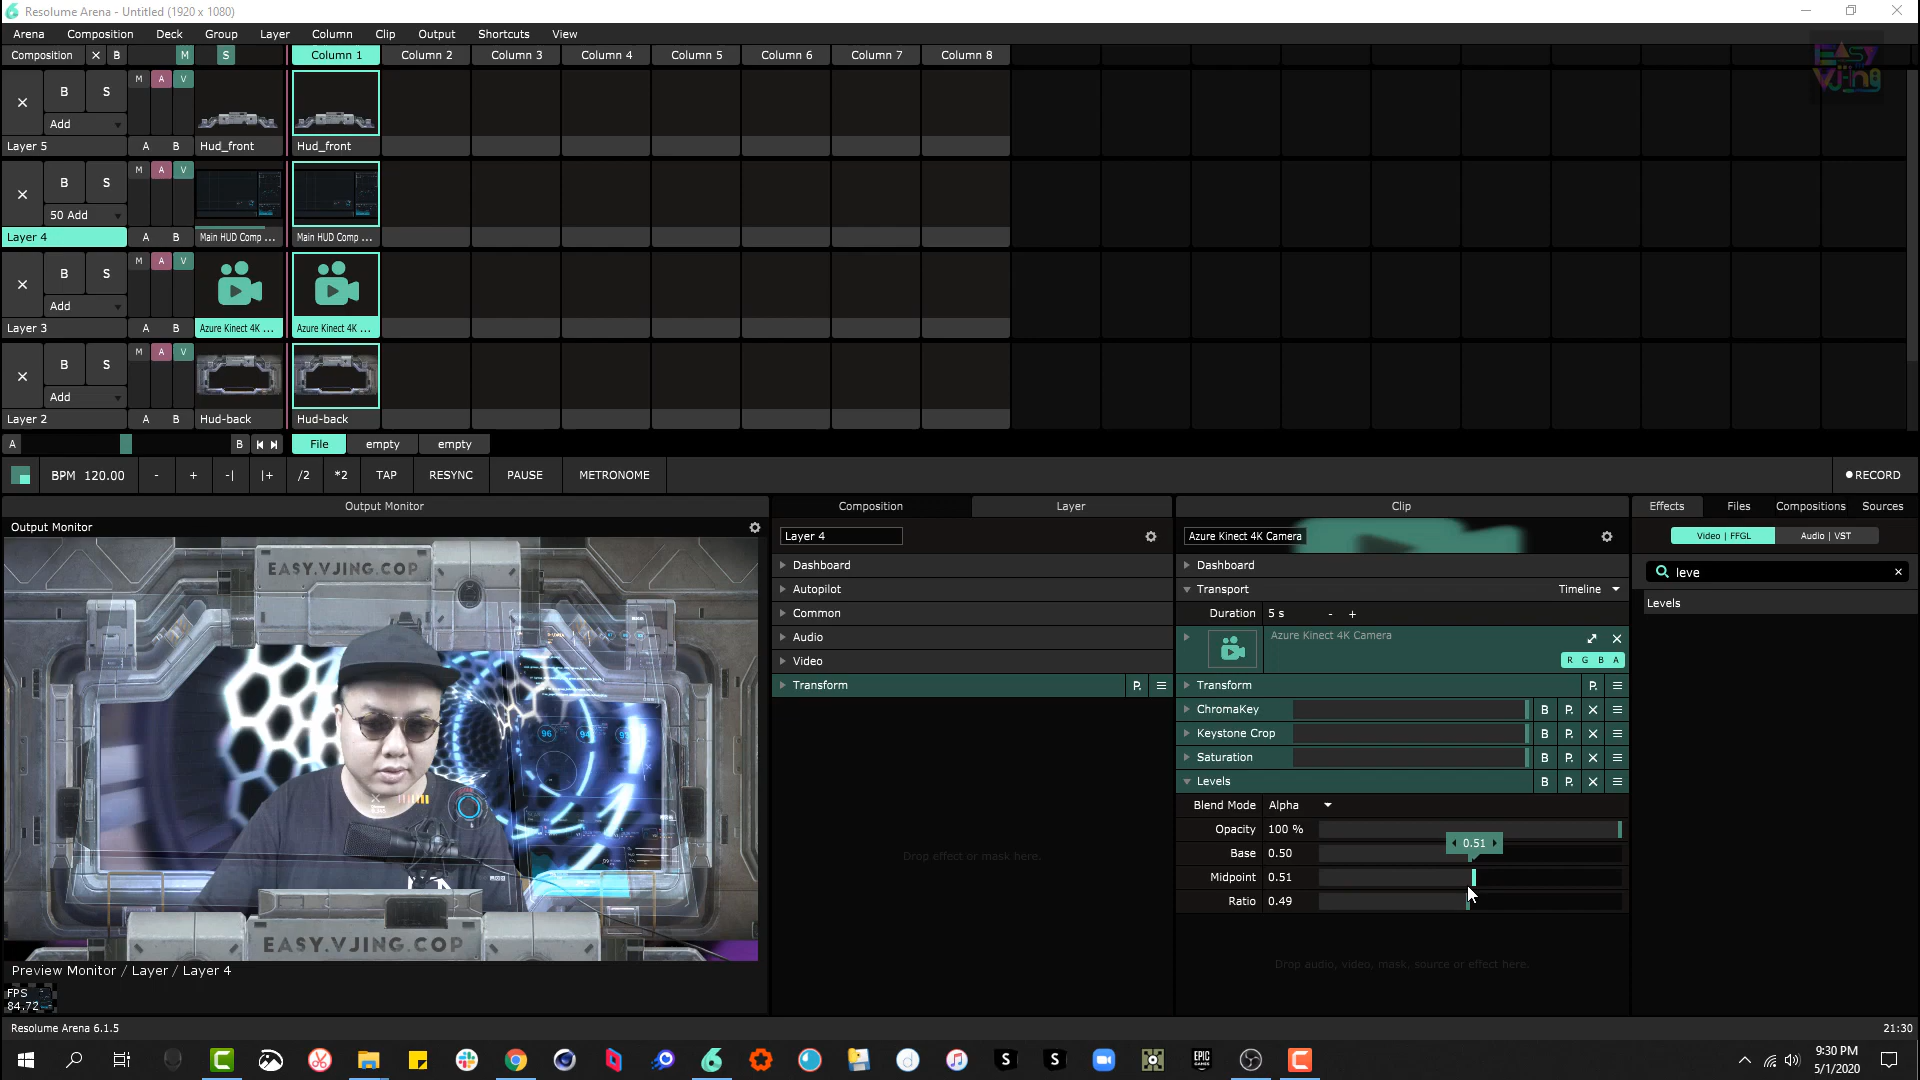 Resolume Arena - Untitled (1920 x 1080)
Arena Composition Deck Group Layer Column Clip Output Shortcuts View
Composition × B M S Column 1 Column 2 Column 3 Column 4 Column 5 Column 6 Column 7 Column 8
EASY VJING
B S M A V
Add
Layer 5 A B Hud_front Hud_front
B S M A V
50 Add
Layer 4 A B Main HUD Comp ... Main HUD Comp ...
B S M A V
Add
Layer 3 A B Azure Kinect 4K ... Azure Kinect 4K ...
B S M A V
Add
Layer 2 A B Hud-back Hud-back
A B File empty empty
BPM 120.00 - + -| |+ /2 *2 TAP RESYNC PAUSE METRONOME RECORD
Output Monitor Composition Layer Clip Effects Files Compositions Sources
Output Monitor
Layer 4
Azure Kinect 4K Camera
Video | FFGL Audio | VST
Dashboard
Autopilot
Common
Audio
Video
Transform P.
Drop effect or mask here.
Dashboard
Transport Timeline
Duration 5 s - +
Azure Kinect 4K Camera
R G B A
Transform P.
ChromaKey B P.
Keystone Crop B P.
Saturation B P.
Levels B P.
Blend Mode Alpha
Opacity 100 %
0.51
Base 0.50
Midpoint 0.51
Ratio 0.49
Drop audio, video, mask, source or effect here.
leve
Levels
EASY.VJING.COP
96 94
EASY.VJING.COP
Preview Monitor / Layer / Layer 4
FPS
84.72
Resolume Arena 6.1.5 21:30
9:30 PM
5/1/2020
EPIC
GAMES